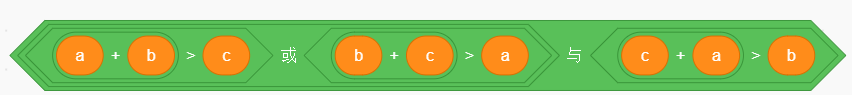 a + b > c 或 b + c > a 与 c + a > b